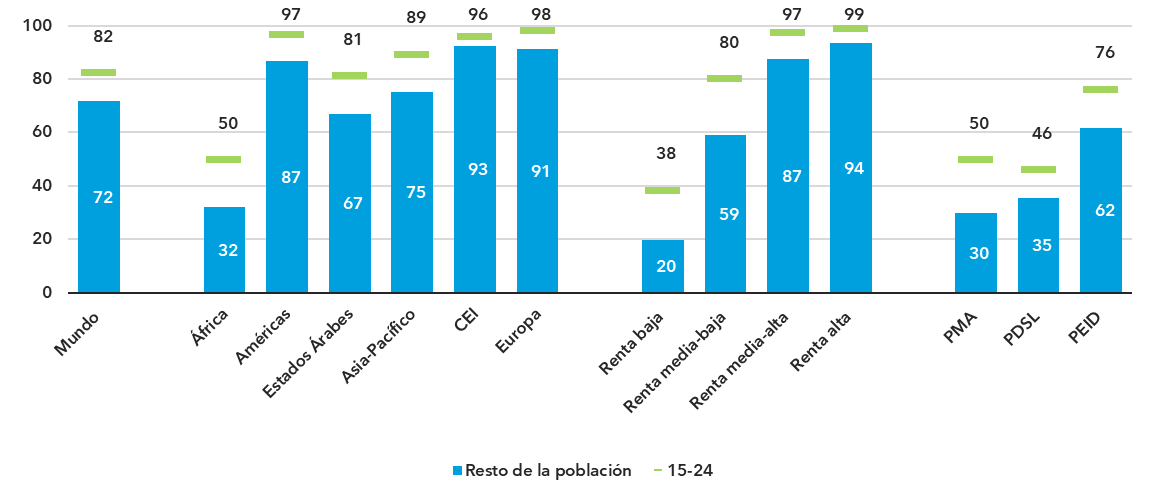 100
80
60
40
20
0
82
50
97
81
89
96
98
38
80
97
99
50
46
76
72
32
87
67
75
93
91
20
59
87
94
30
35
62
Mundo
África
Américas
Estados Árabes
Asia-Pacífico
CEI
Europa
Renta baja
Renta media-baja
Renta media-alta
Renta alta
PMA
PDSL
PEID
Resto de la población
15-24